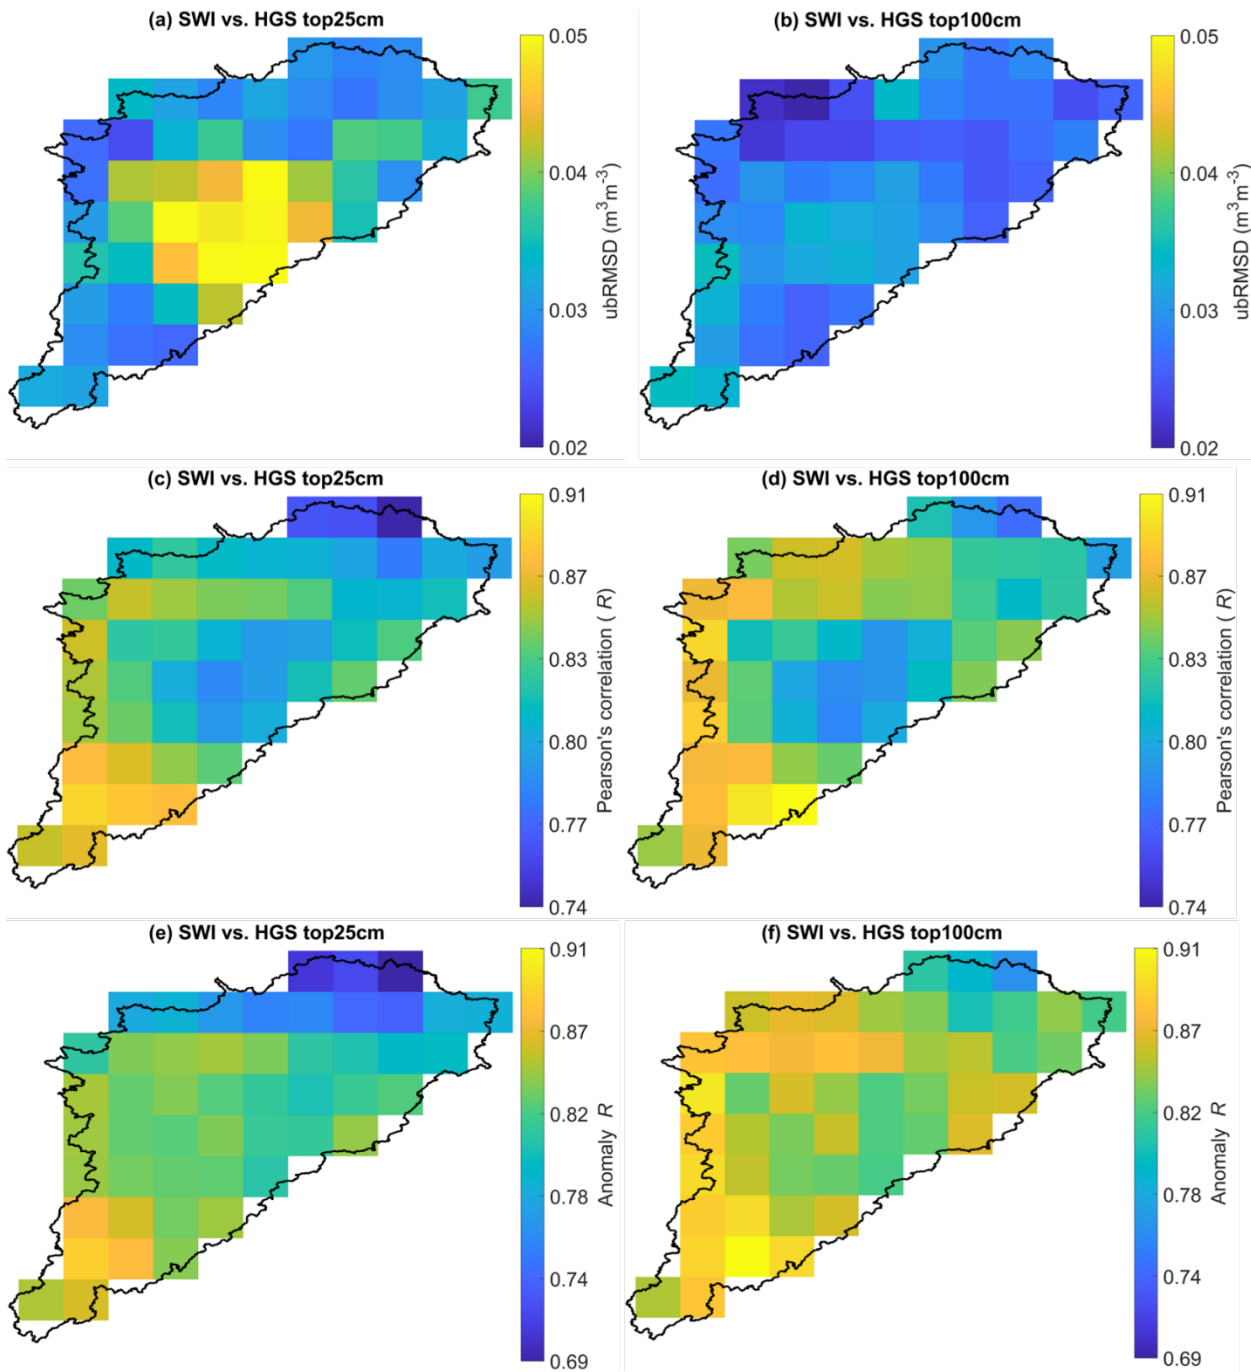 (a) SWI vs. HGS top25cm
0.05
0.04
0.03
0.02
ubRMSD (m³m⁻³)
(b) SWI vs. HGS top100cm
0.05
0.04
0.03
0.02
ubRMSD (m³m⁻³)
(c) SWI vs. HGS top25cm
0.91
0.87
0.83
0.80
0.77
0.74
Pearson's correlation ( R)
(d) SWI vs. HGS top100cm
0.91
0.87
0.83
0.80
0.77
0.74
Pearson's correlation ( R)
(e) SWI vs. HGS top25cm
0.91
0.87
0.82
0.78
0.74
0.69
Anomaly R
(f) SWI vs. HGS top100cm
0.91
0.87
0.82
0.78
0.74
0.69
Anomaly R